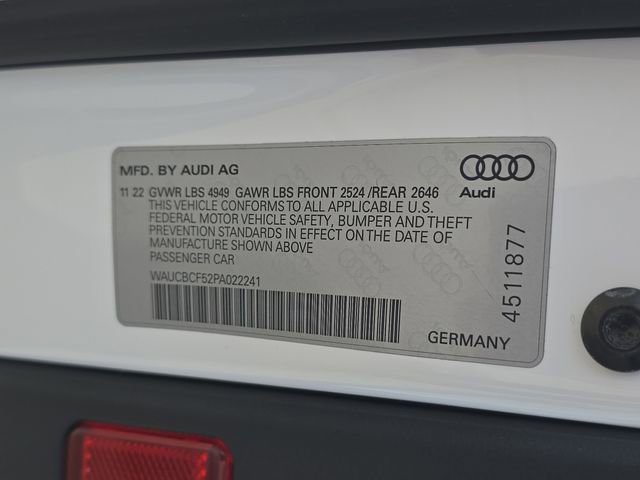 MFD. BY AUDI AG
11 22 GVWR LBS 4949 GAWR LBS FRONT 2524 /REAR 2646
THIS VEHICLE CONFORMS TO ALL APPLICABLE U.S.
FEDERAL MOTOR VEHICLE SAFETY, BUMPER AND THEFT
PREVENTION STANDARDS IN EFFECT ON THE DATE OF
MANUFACTURE SHOWN ABOVE
PASSENGER CAR
WAUCBCF52PA022241
Audi
4511877
GERMANY